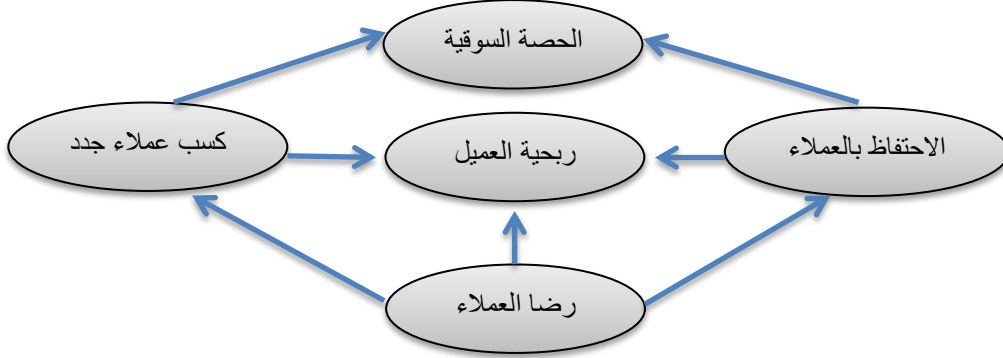 الحصة السوقية
الاحتفاظ بالعملاء
ربحية العميل
كسب عملاء جدد
رضا العملاء